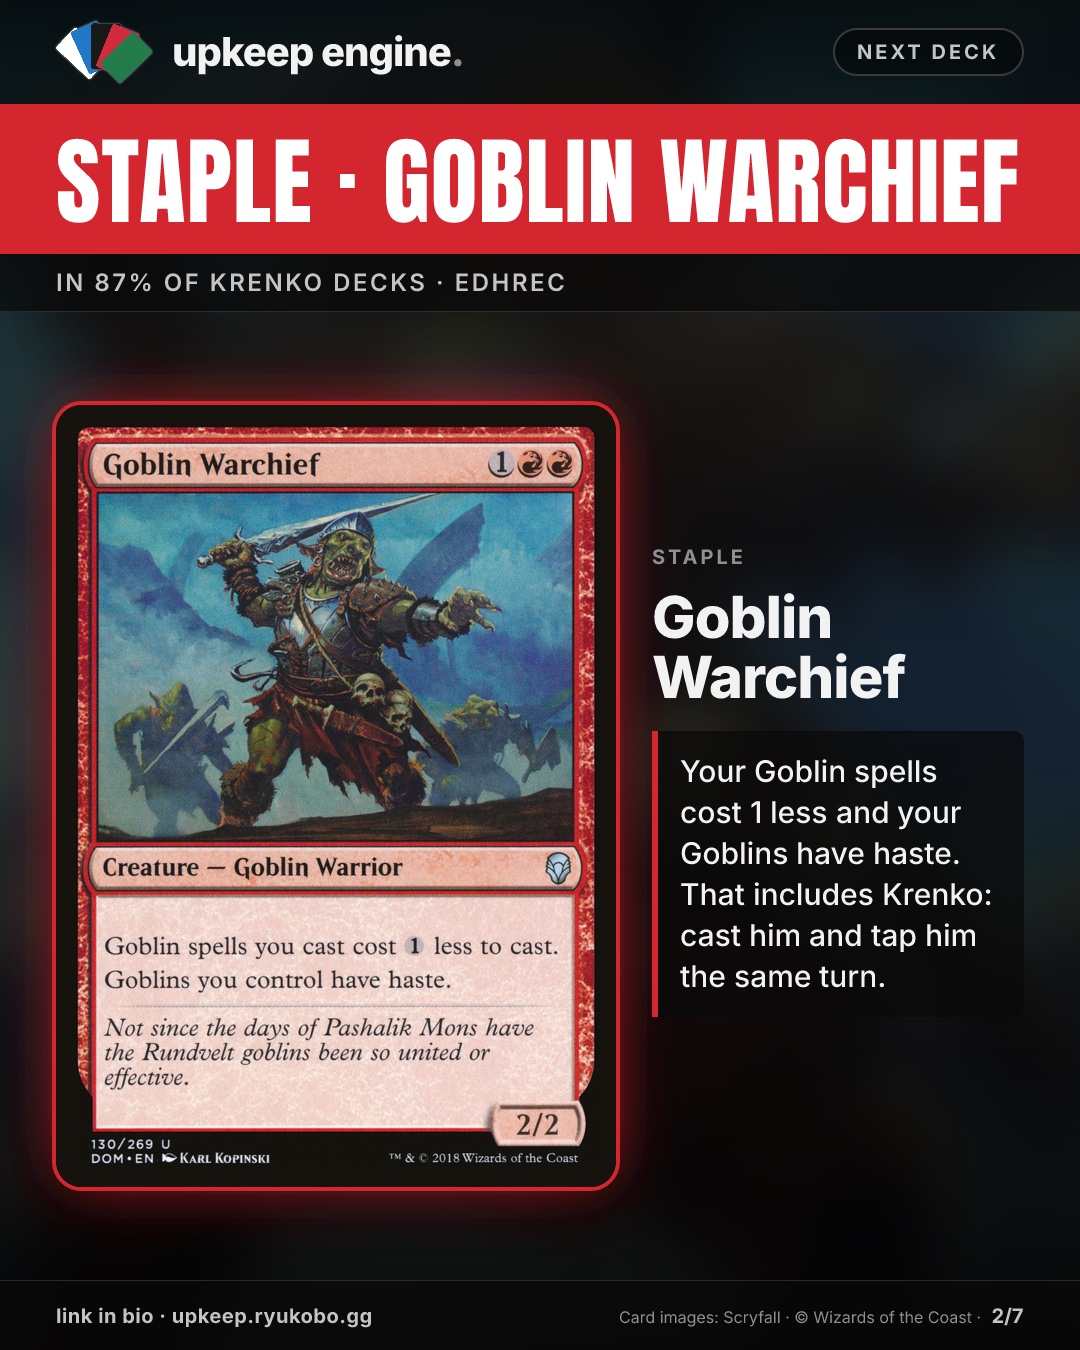 upkeep engine.
NEXT DECK
STAPLE · GOBLIN WARCHIEF
IN 87% OF KRENKO DECKS · EDHREC
Goblin Warchief 1
Creature — Goblin Warrior
Goblin spells you cast cost 1 less to cast.
Goblins you control have haste.
Not since the days of Pashalik Mons have
the Rundvelt goblins been so united or
effective.
2/2
130/269 U
DOM • EN KARL KOPINSKI
™ & © 2018 Wizards of the Coast
STAPLE
Goblin
Warchief
Your Goblin spells
cost 1 less and your
Goblins have haste.
That includes Krenko:
cast him and tap him
the same turn.
link in bio · upkeep.ryukobo.gg
Card images: Scryfall · © Wizards of the Coast · 2/7